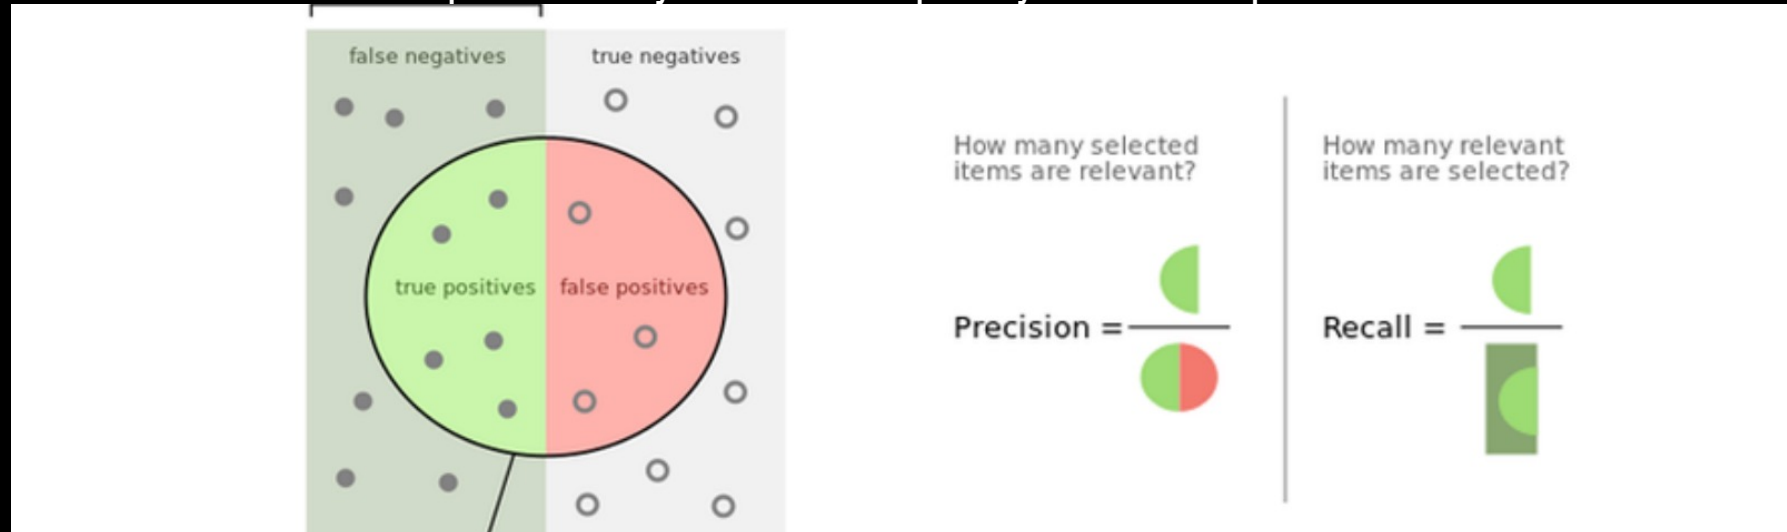 false negatives
true negatives
true positives
false positives
How many selected
items are relevant?
Precision =
How many relevant
items are selected?
Recall =